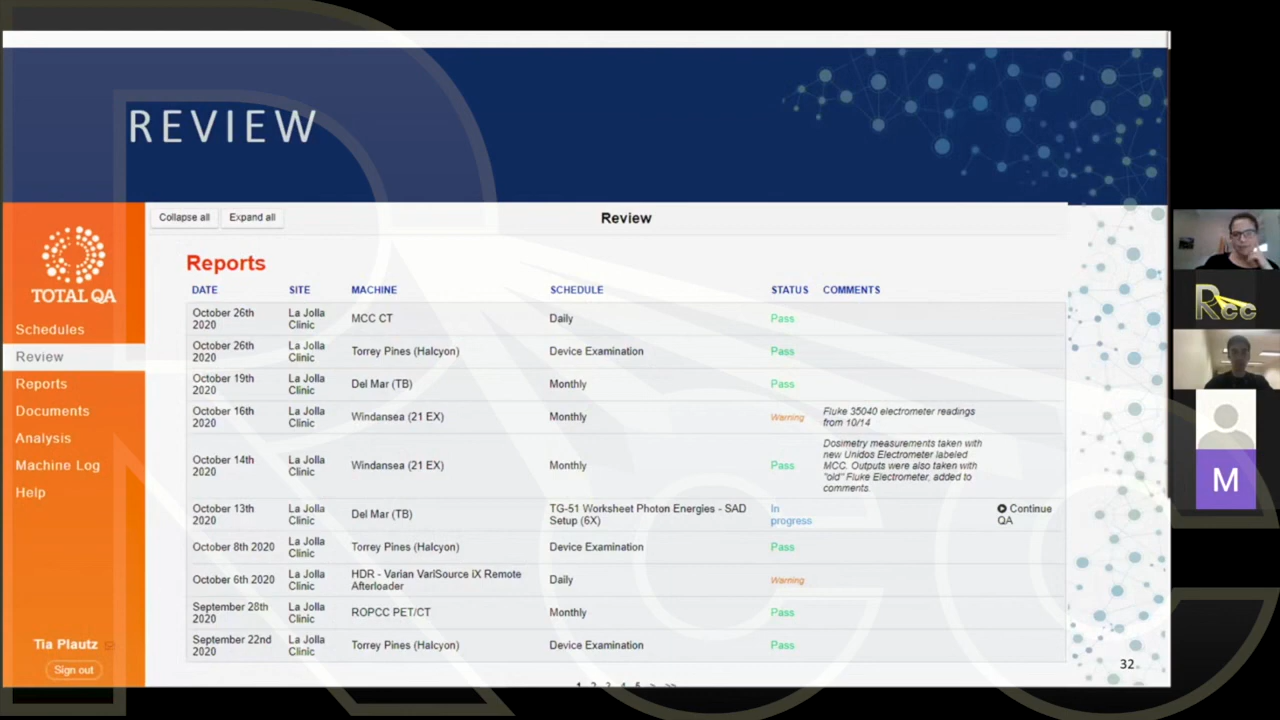 REVIEW
Collapse all
Expand all
Review
TOTAL QA
Schedules
Review
Reports
Documents
Analysis
Machine Log
Help
Tia Plautz
Sign out
Reports
DATE SITE MACHINE SCHEDULE STATUS COMMENTS
October 26th 2020 La Jolla Clinic MCC CT Daily Pass
October 26th 2020 La Jolla Clinic Torrey Pines (Halcyon) Device Examination Pass
October 19th 2020 La Jolla Clinic Del Mar (TB) Monthly Pass
October 16th 2020 La Jolla Clinic Windansea (21 EX) Monthly Warning Fluke 35040 electrometer readings from 10/14
October 14th 2020 La Jolla Clinic Windansea (21 EX) Monthly Pass Dosimetry measurements taken with new Unidos Electrometer labeled MCC. Outputs were also taken with "old" Fluke Electrometer, added to comments.
October 13th 2020 La Jolla Clinic Del Mar (TB) TG-51 Worksheet Photon Energies - SAD Setup (6X) In progress Continue QA
October 8th 2020 La Jolla Clinic Torrey Pines (Halcyon) Device Examination Pass
October 6th 2020 La Jolla Clinic HDR - Varian VariSource iX Remote Afterloader Daily Warning
September 28th 2020 La Jolla Clinic ROPCC PET/CT Monthly Pass
September 22nd 2020 La Jolla Clinic Torrey Pines (Halcyon) Device Examination Pass
1 2 3 4 5 > >>
32
Rcc
M